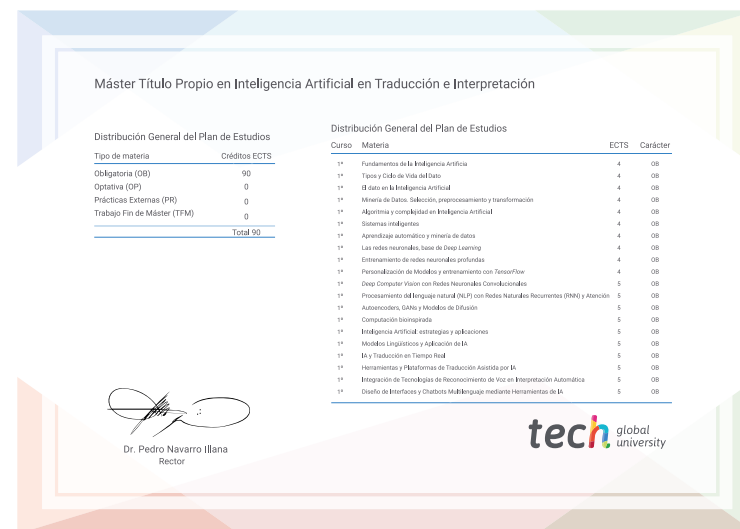 Máster Título Propio en Inteligencia Artificial en Traducción e Interpretación
Distribución General del Plan de Estudios
Tipo de materia Créditos ECTS
Obligatoria (OB) 90
Optativa (OP) 0
Prácticas Externas (PR) 0
Trabajo Fin de Máster (TFM) 0
Total 90
Distribución General del Plan de Estudios
Curso Materia ECTS Carácter
1º Fundamentos de la Inteligencia Artificia 4 OB
1º Tipos y Ciclo de Vida del Dato 4 OB
1º El dato en la Inteligencia Artificial 4 OB
1º Minería de Datos. Selección, preprocesamiento y transformación 4 OB
1º Algoritmia y complejidad en Inteligencia Artificial 4 OB
1º Sistemas inteligentes 4 OB
1º Aprendizaje automático y minería de datos 4 OB
1º Las redes neuronales, base de Deep Learning 4 OB
1º Entrenamiento de redes neuronales profundas 4 OB
1º Personalización de Modelos y entrenamiento con TensorFlow 4 OB
1º Deep Computer Vision con Redes Neuronales Convolucionales 5 OB
1º Procesamiento del lenguaje natural (NLP) con Redes Naturales Recurrentes (RNN) y Atención 5 OB
1º Autoencoders, GANs y Modelos de Difusión 5 OB
1º Computación bioinspirada 5 OB
1º Inteligencia Artificial: estrategias y aplicaciones 5 OB
1º Modelos Lingüísticos y Aplicación de IA 5 OB
1º IA y Traducción en Tiempo Real 5 OB
1º Herramientas y Plataformas de Traducción Asistida por IA 5 OB
1º Integración de Tecnologías de Reconocimiento de Voz en Interpretación Automática 5 OB
1º Diseño de Interfaces y Chatbots Multilenguaje mediante Herramientas de IA 5 OB
Dr. Pedro Navarro Illana
Rector
tech global university